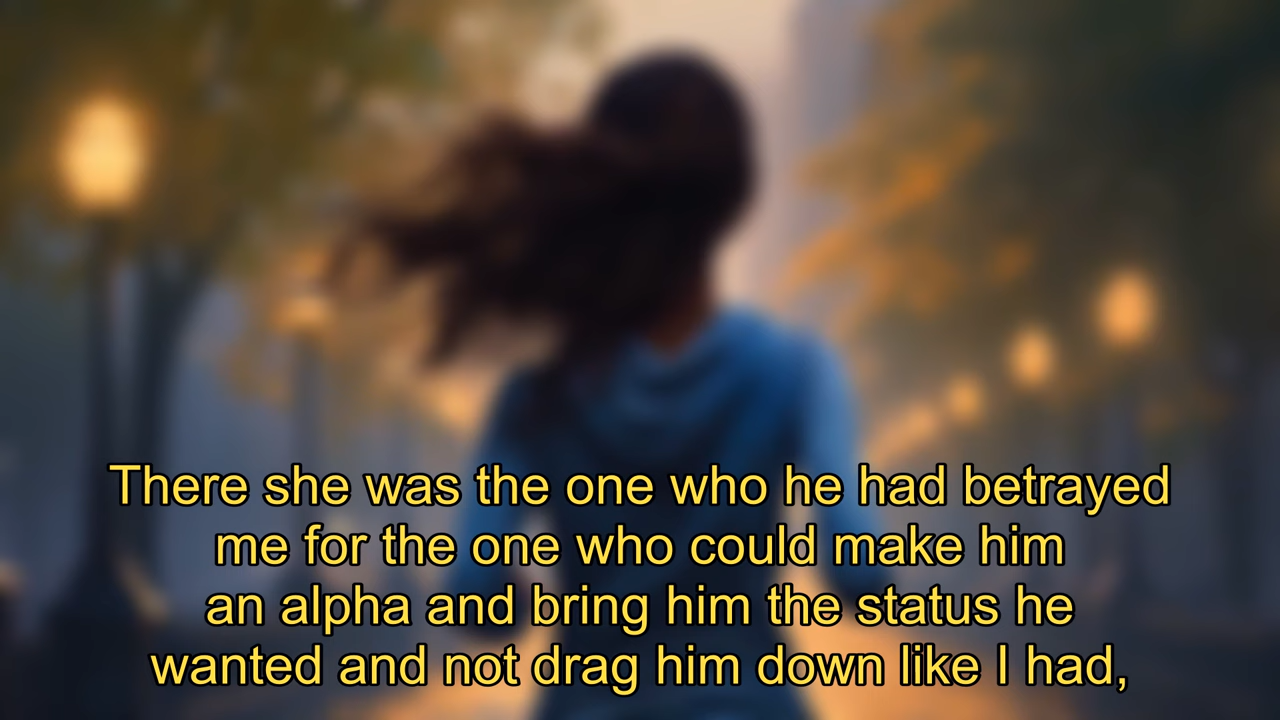 There she was the one who he had betrayed
me for the one who could make him
an alpha and bring him the status he
wanted and not drag him down like I had,